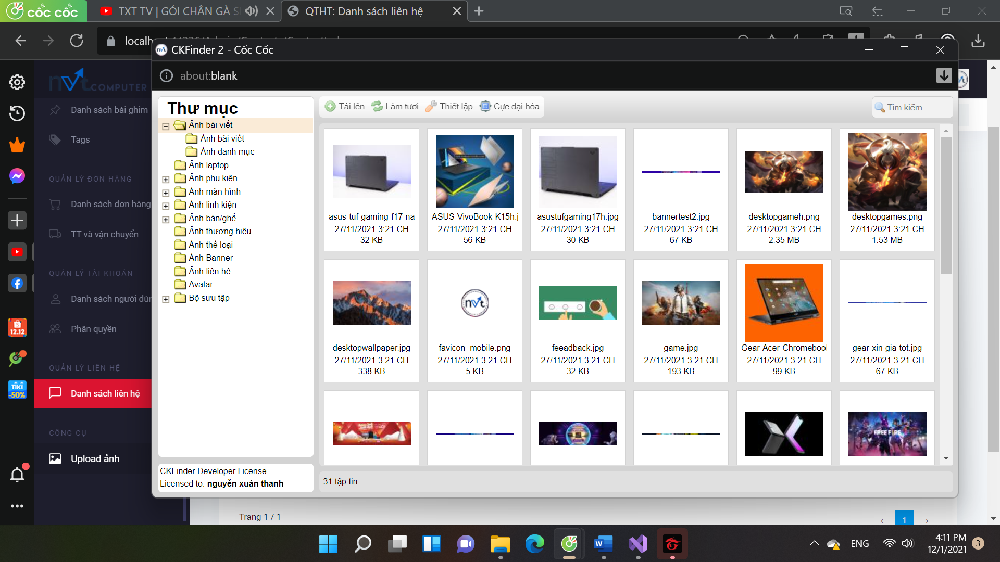 cốc cốc
TXT TV | GỎI CHÂN GÀ S
QTHT: Danh sách liên hệ
CKFinder 2 - Cốc Cốc
about:blank
nvt COMPUTER
Danh sách bài ghim
Tags
QUẢN LÝ ĐƠN HÀNG
Danh sách đơn hàng
TT và vận chuyển
QUẢN LÝ TÀI KHOẢN
Danh sách người dùn
Phân quyền
QUẢN LÝ LIÊN HỆ
Danh sách liên hệ
CÔNG CỤ
Upload ảnh
12.12
TIKI
-50%
Thư mục
Ảnh bài viết
Ảnh bài viết
Ảnh danh mục
Ảnh laptop
Ảnh phụ kiện
Ảnh màn hình
Ảnh linh kiện
Ảnh bàn/ghế
Ảnh thương hiệu
Ảnh thể loại
Ảnh Banner
Ảnh liên hệ
Avatar
Bộ sưu tập
CKFinder Developer License
Licensed to: nguyễn xuân thanh
Tải lên Làm tươi Thiết lập Cực đại hóa
Tìm kiếm
asus-tuf-gaming-f17-na
27/11/2021 3:21 CH
32 KB
ASUS-VivoBook-K15h.j
27/11/2021 3:21 CH
56 KB
asustufgaming17h.jpg
27/11/2021 3:21 CH
30 KB
bannertest2.jpg
27/11/2021 3:21 CH
67 KB
desktopgameh.png
27/11/2021 3:21 CH
2.35 MB
desktopgames.png
27/11/2021 3:21 CH
1.53 MB
desktopwallpaper.jpg
27/11/2021 3:21 CH
338 KB
nvt
favicon_mobile.png
27/11/2021 3:21 CH
5 KB
feeadback.jpg
27/11/2021 3:21 CH
32 KB
game.jpg
27/11/2021 3:21 CH
193 KB
Gear-Acer-Chromebool
27/11/2021 3:21 CH
99 KB
gear-xin-gia-tot.jpg
27/11/2021 3:21 CH
67 KB
FREE FIRE
31 tập tin
Trang 1 / 1
1
ENG
4:11 PM
12/1/2021
3